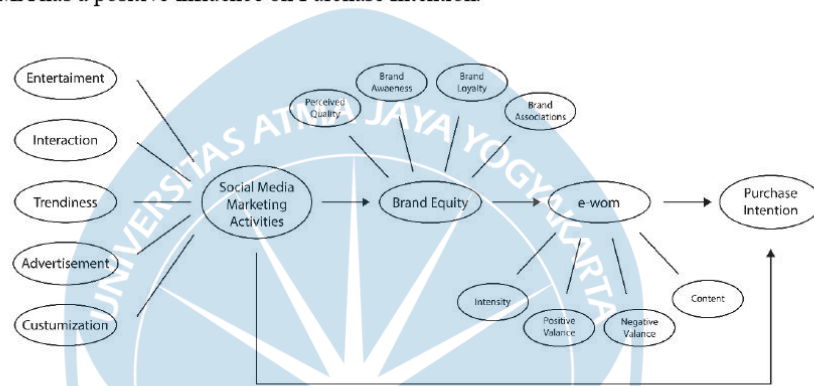 has a positive influence on Purchase Intention.
Entertaiment
Interaction
Trendiness
Advertisement
Custumization
Social Media
Marketing
Activities
Perceived
Quality
Brand
Awaeness
Brand
Loyalty
Brand
Associations
Brand Equity
e-wom
Intensity
Positive
Valance
Negative
Valance
Content
Purchase
Intention
UNIVERSITAS ATMA JAYA YOGYAKARTA